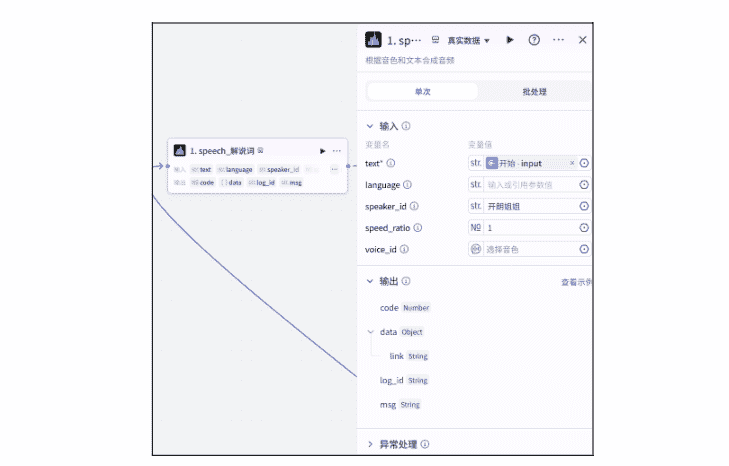 1. speech_解说词
输入 str. text str. language str. speaker_id
输出 code data log_id msg
1. sp··· 真实数据
根据音色和文本合成音频
单次 批处理
输入
变量名 变量值
text* str. 开始 - input
language str. 输入或引用参数值
speaker_id str. 开朗姐姐
speed_ratio № 1
voice_id 选择音色
输出 查看示例
code Number
data Object
link String
log_id String
msg String
异常处理